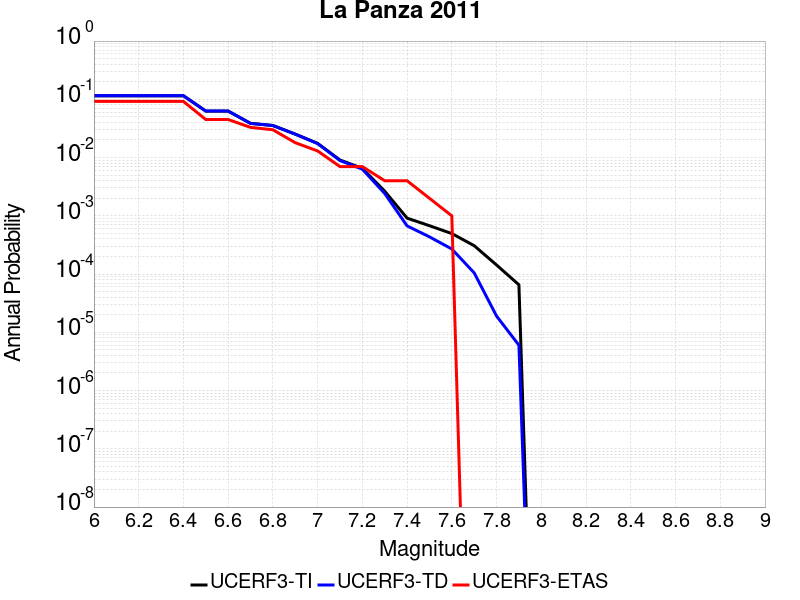 La Panza 2011
10^0
10^-1
10^-2
10^-3
10^-4
10^-5
10^-6
10^-7
10^-8
Annual Probability
6 6.2 6.4 6.6 6.8 7 7.2 7.4 7.6 7.8 8 8.2 8.4 8.6 8.8 9
Magnitude
UCERF3-TI UCERF3-TD UCERF3-ETAS